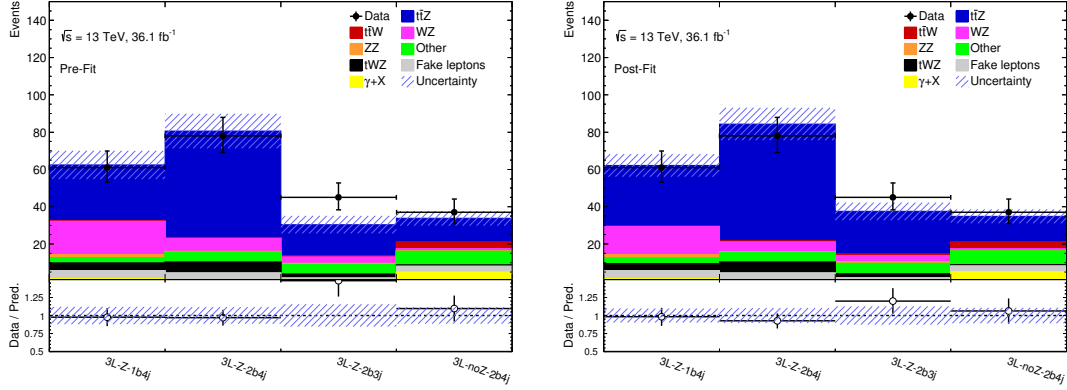 Events
140
120
100
80
60
40
20
√s = 13 TeV, 36.1 fb⁻¹
Pre-Fit
Data
tt̄Z
tt̄W
WZ
ZZ
Other
tWZ
Fake leptons
γ+X
Uncertainty
Data / Pred.
1.25
1
0.75
0.5
3L-Z-1b4j
3L-Z-2b4j
3L-Z-2b3j
3L-noZ-2b4j
Events
140
120
100
80
60
40
20
√s = 13 TeV, 36.1 fb⁻¹
Post-Fit
Data
tt̄Z
tt̄W
WZ
ZZ
Other
tWZ
Fake leptons
γ+X
Uncertainty
Data / Pred.
1.25
1
0.75
0.5
3L-Z-1b4j
3L-Z-2b4j
3L-Z-2b3j
3L-noZ-2b4j